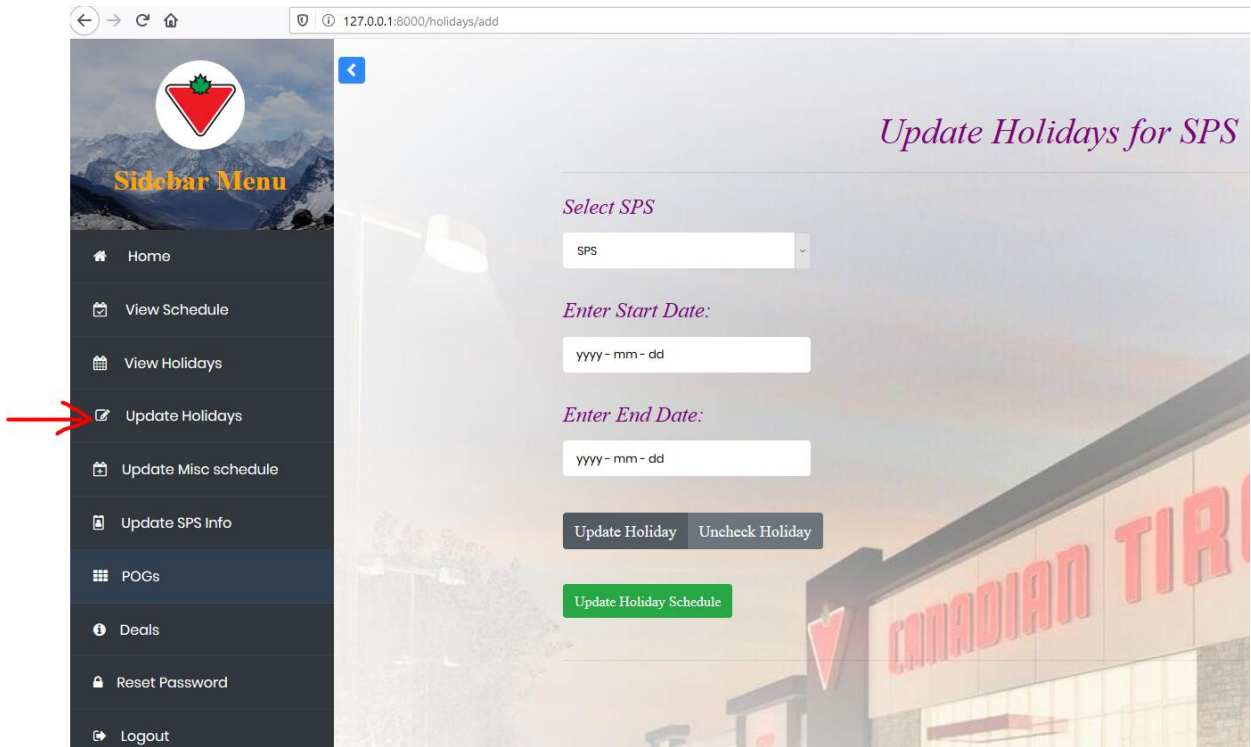 127.0.0.1:8000/holidays/add
Sidebar Menu
Home
View Schedule
View Holidays
Update Holidays
Update Misc schedule
Update SPS Info
POGs
Deals
Reset Password
Logout
Update Holidays for SPS
Select SPS
SPS
Enter Start Date:
yyyy - mm - dd
Enter End Date:
yyyy - mm - dd
Update Holiday Uncheck Holiday
Update Holiday Schedule
CANADIAN TIR